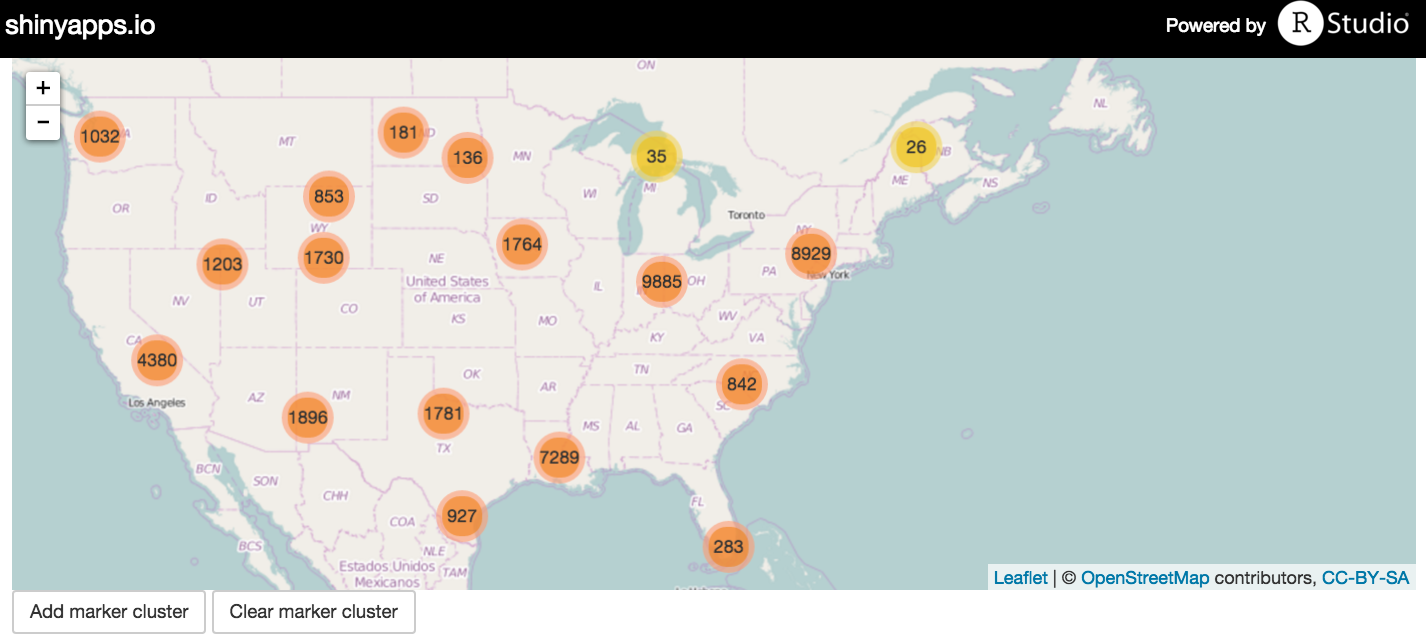 shinyapps.io
Powered by R Studio
+
−
ON
NL
1032
181
136
MT
MN
35
26
NB
ME
NS
MI
853
OR
ID
SD
WI
Toronto
WY
NY
1203
1730
1764
8929
NE
PA
New York
United States
of America
9885
OH
IL
NV
UT
CO
KS
MO
WV
KY
VA
CA
4380
TN
OK
842
AZ
NM
AR
Los Angeles
SC
1896
1781
MS
AL
GA
TX
7289
BCN
SON
CHH
FL
927
COA
BCS
NLE
283
Estados Unidos
Mexicanos
TAM
Leaflet | © OpenStreetMap contributors, CC-BY-SA
Add marker cluster
Clear marker cluster